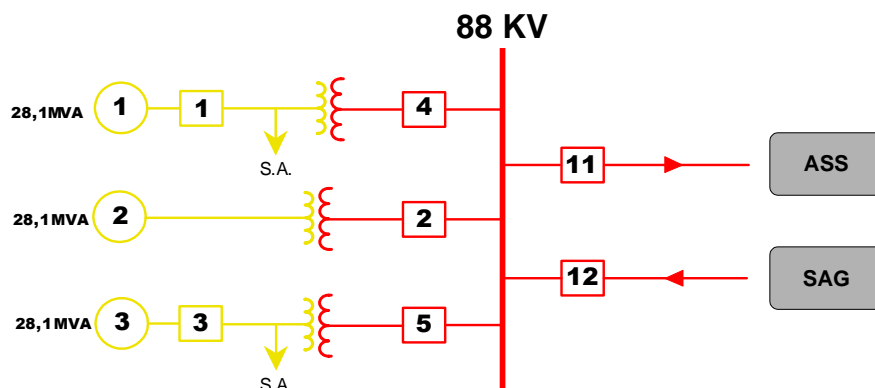 88 KV
28,1MVA 1 1 4
S.A.
11 ASS
28,1MVA 2 2
12 SAG
28,1MVA 3 3 5
S.A.